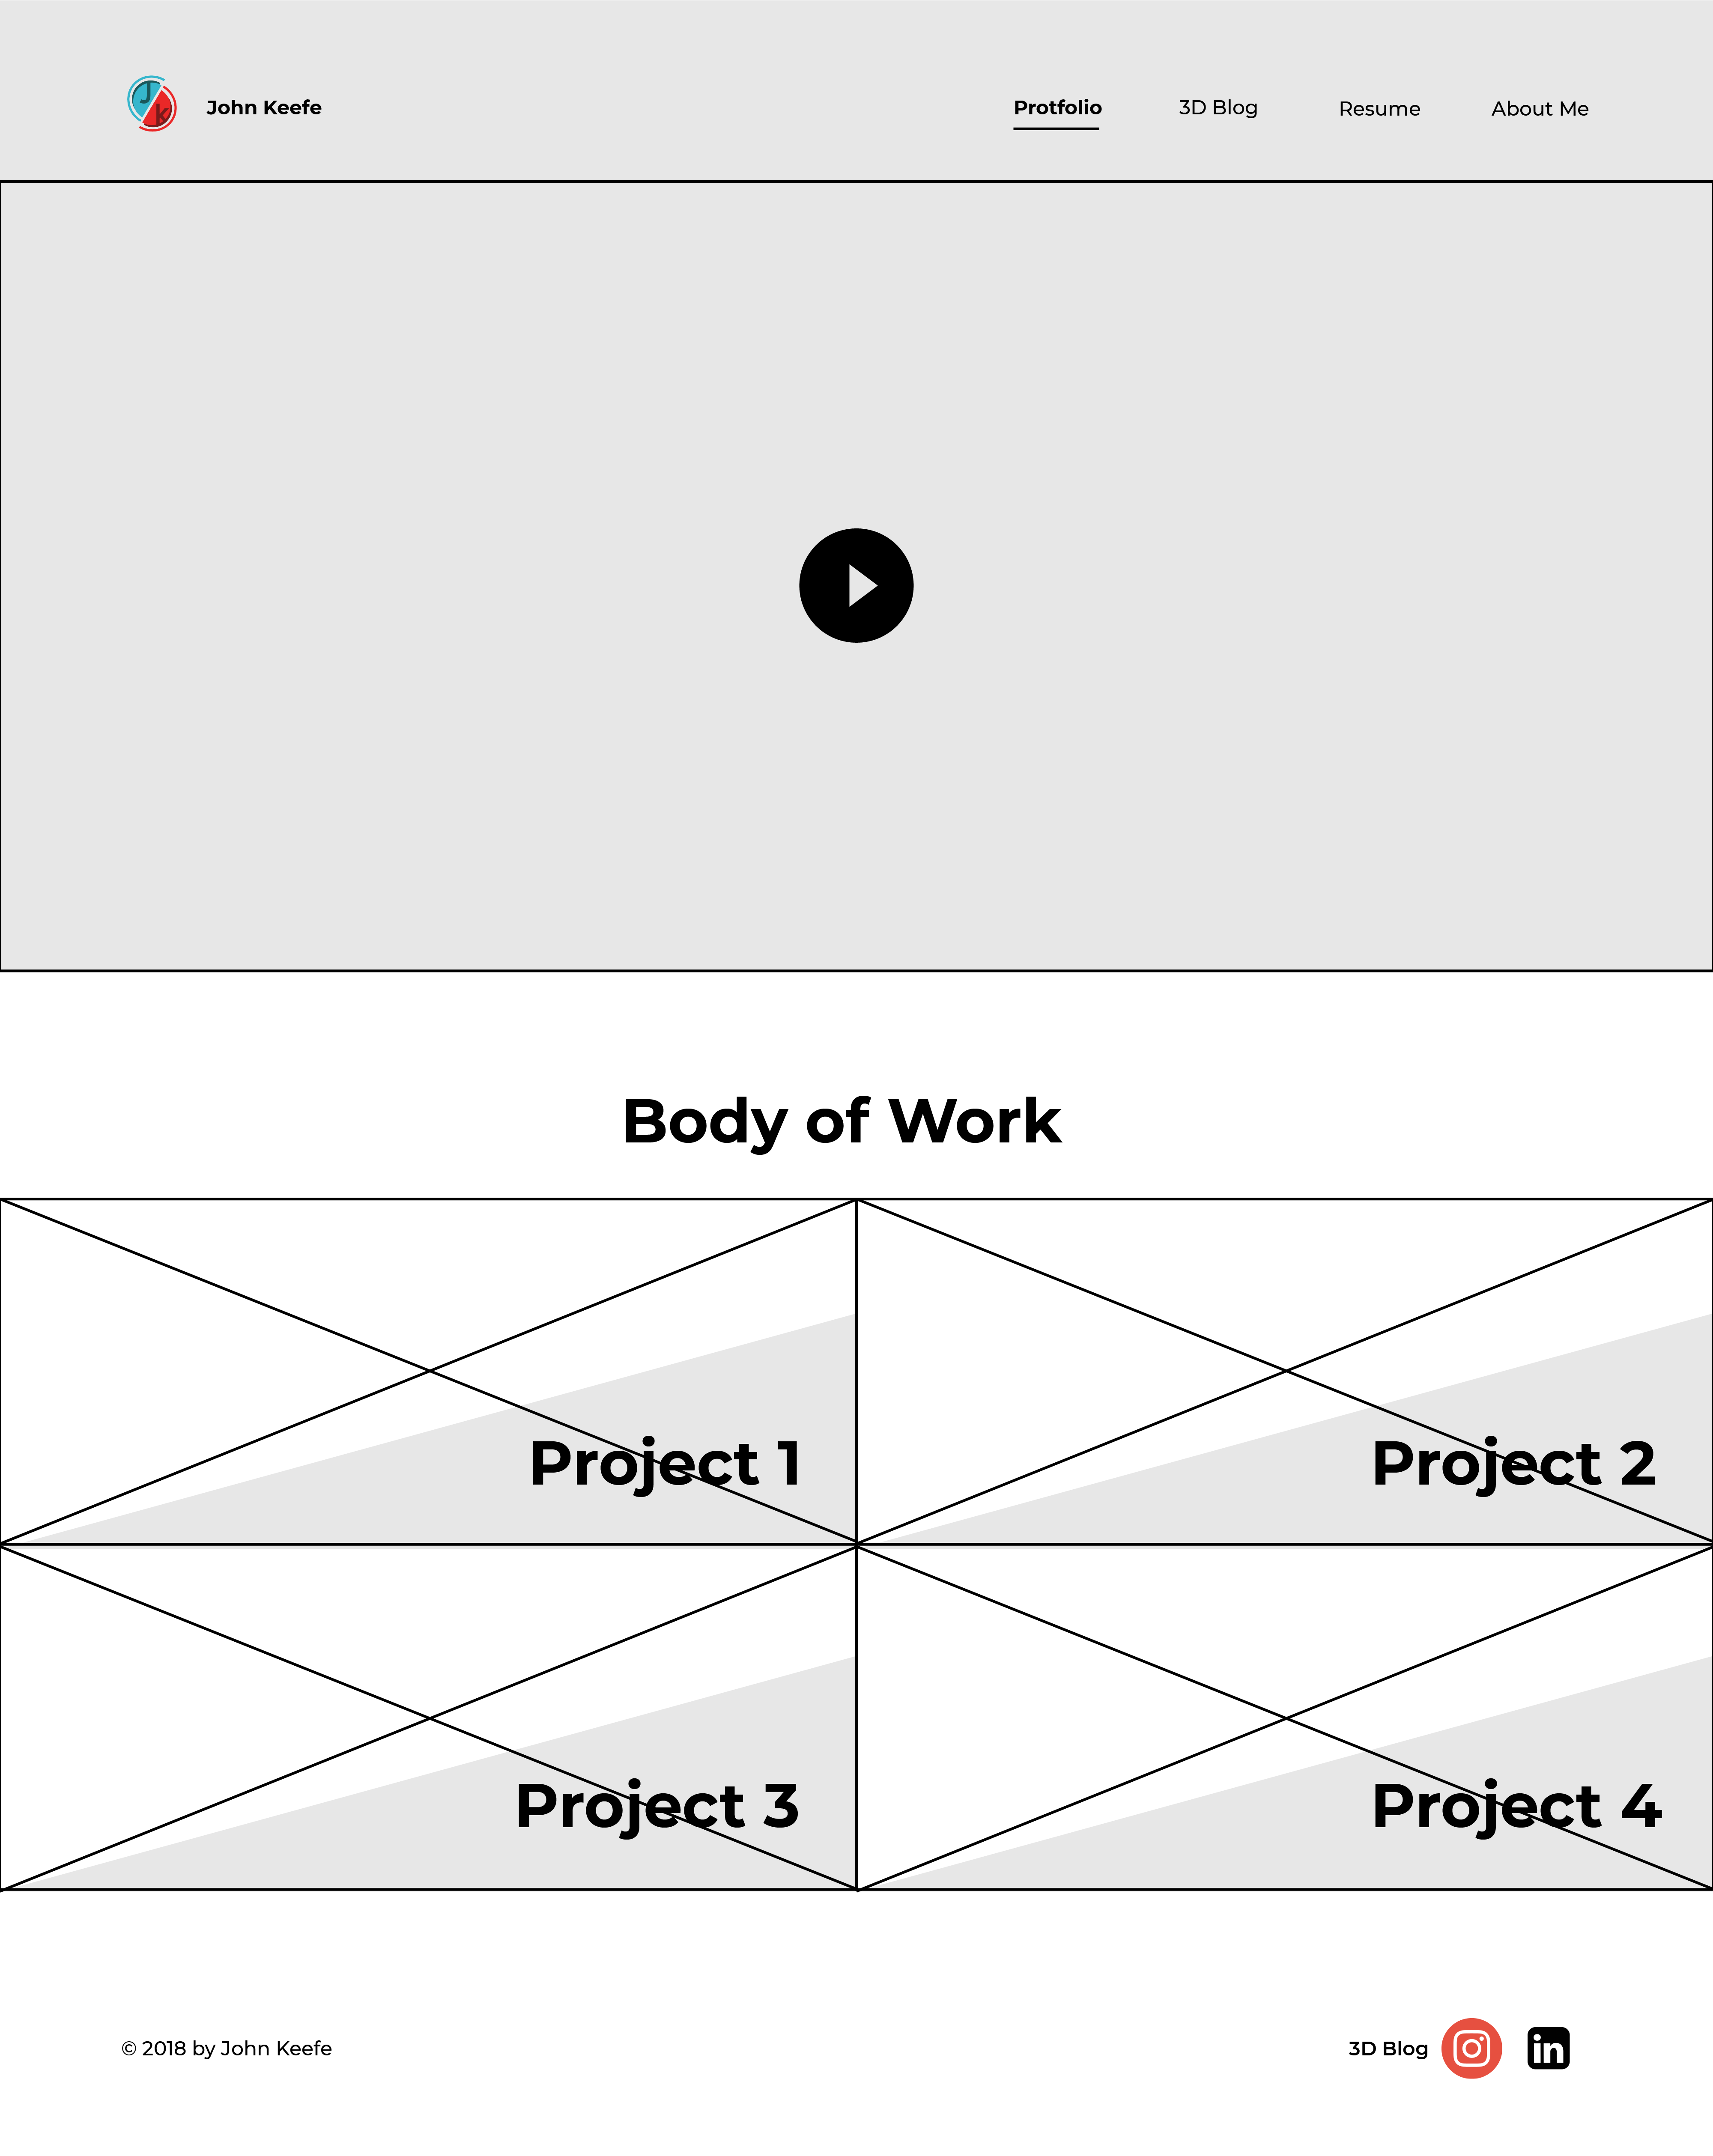 JK
John Keefe
Protfolio
3D Blog
Resume
About Me
Body of Work
Project 1
Project 2
Project 3
Project 4
© 2018 by John Keefe
3D Blog
in